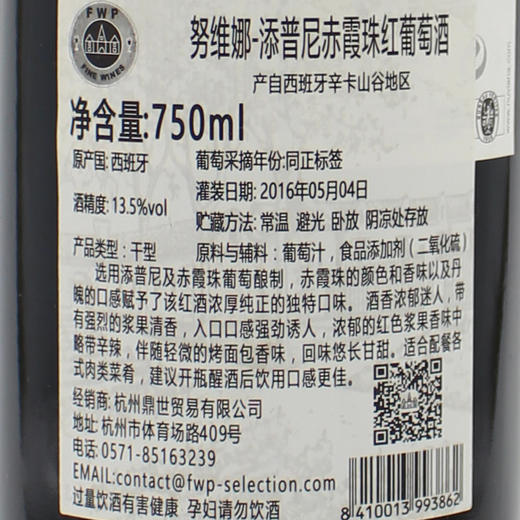 FWP
FINE WINES
努维娜-添普尼赤霞珠红葡萄酒
产自西班牙辛卡山谷地区
净含量:750ml
原产国: 西班牙 葡萄采摘年份:同正标签
灌装日期: 2016年05月04日
酒精度: 13.5%vol
贮藏方法: 常温 避光 卧放 阴凉处存放
产品类型: 干型 原料与辅料: 葡萄汁，食品添加剂 ( 二氧化硫)
选用添普尼及赤霞珠葡萄酿制，赤霞珠的颜色和香味以及丹
魄的口感赋予了该红酒浓厚纯正的独特口味。酒香浓郁迷人，带
有强烈的浆果清香，入口口感强劲诱人，浓郁的红色浆果香味中
略带辛辣，伴随轻微的烤面包香味，回味悠长甘甜。适合配餐各
式肉类菜肴，建议开瓶醒酒后饮用口感更佳。
经销商: 杭州鼎世贸易有限公司
地址: 杭州市体育场路409号
电话: 0571-85163239
EMAIL:contact@fwp-selection.com
过量饮酒有害健康 孕妇请勿饮酒
8 410013 993862